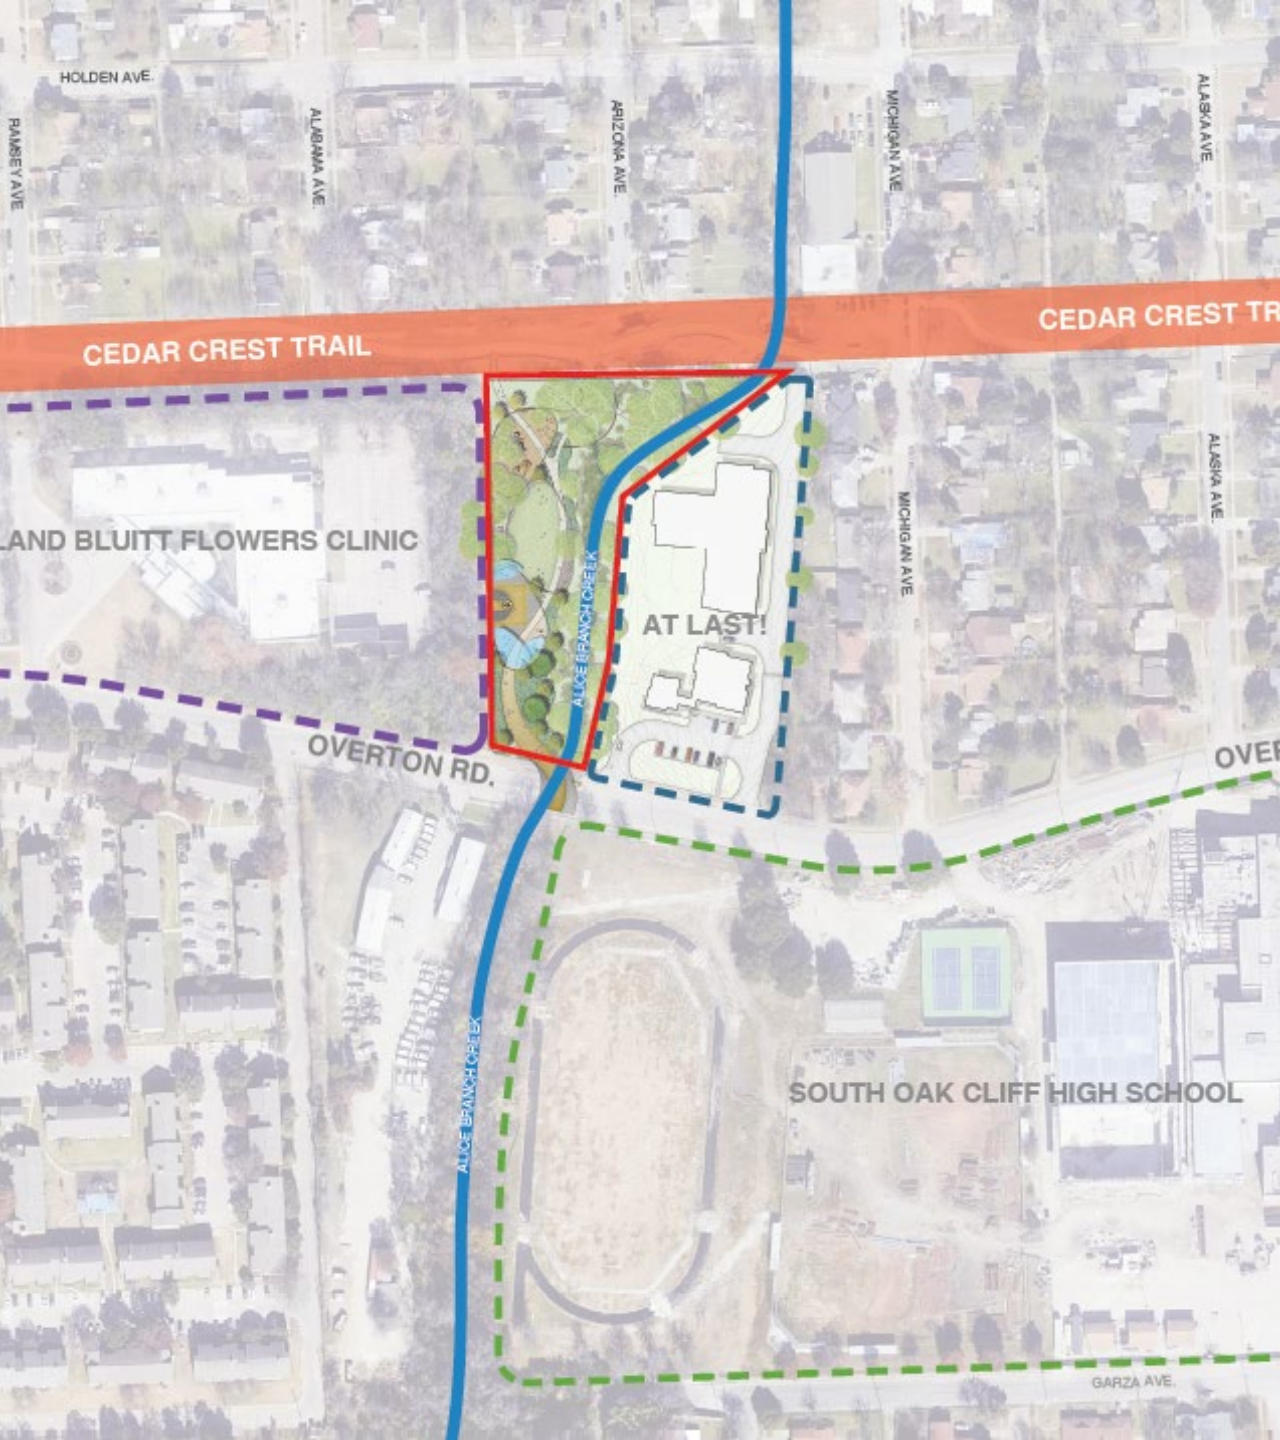 HOLDEN AVE.
RAMSEY AVE
ALABAMA AVE.
ARIZONA AVE.
MICHIGAN AVE.
ALASKA AVE.
CEDAR CREST TRAIL
CEDAR CREST TR
LAND BLUITT FLOWERS CLINIC
ALICE BRANCH CREEK
AT LAST!
MICHIGAN AVE.
ALASKA AVE.
OVERTON RD.
OVER
ALICE BRANCH CREEK
SOUTH OAK CLIFF HIGH SCHOOL
GARZA AVE.